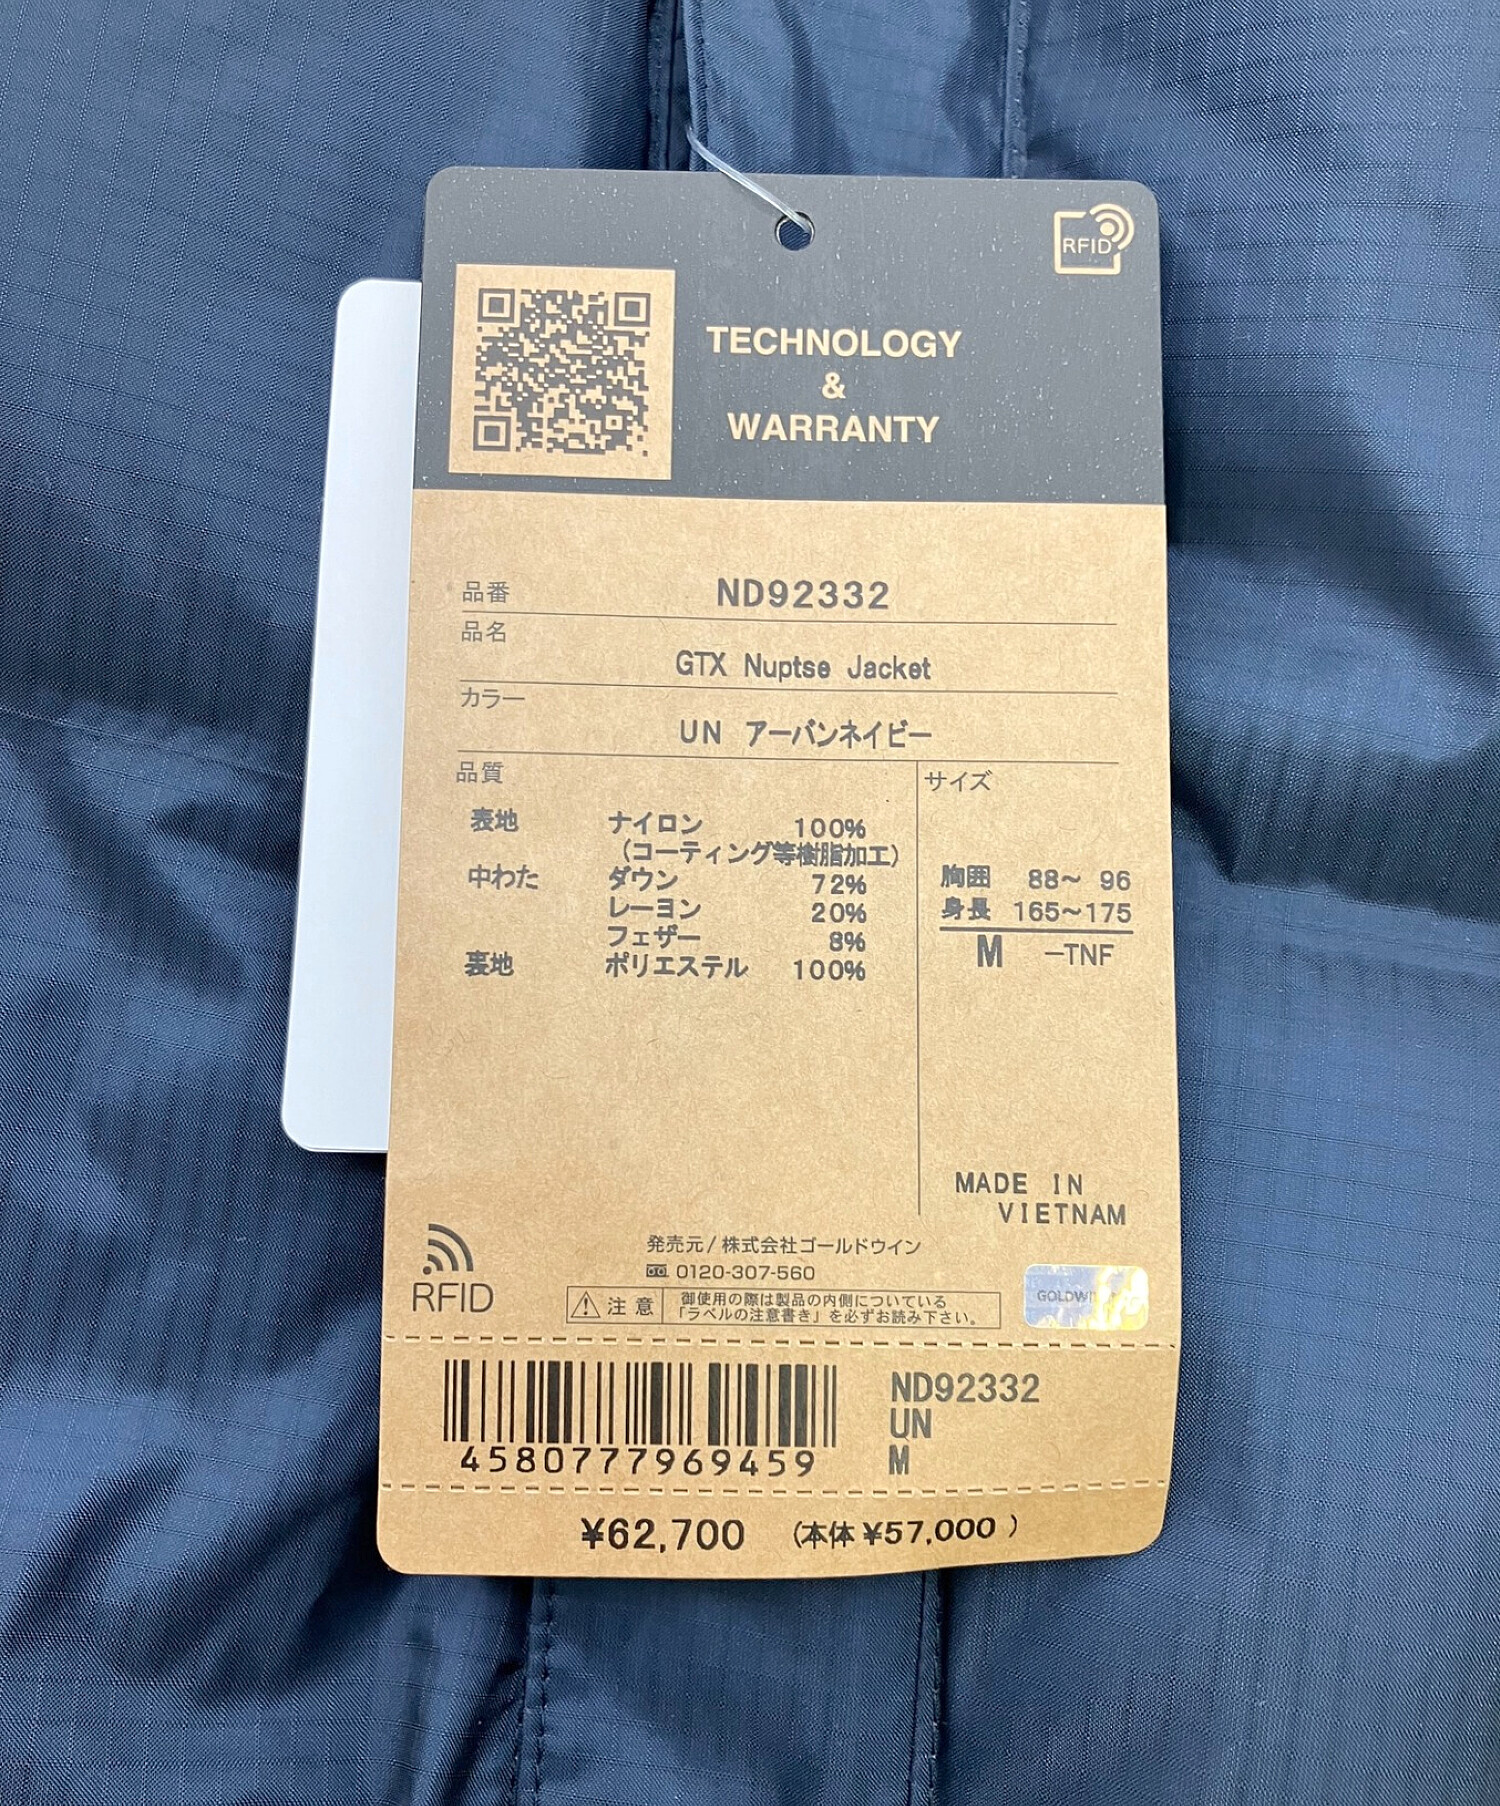 RFID
TECHNOLOGY
&
WARRANTY
品番 ND92332
品名
GTX Nuptse Jacket
カラー
UN アーバンネイビー
品質
表地 ナイロン 100%
(コーティング等樹脂加工)
中わた ダウン 72%
レーヨン 20%
フェザー 8%
裏地 ポリエステル 100%
サイズ
胸囲 88~ 96
身長 165~175
M -TNF
MADE IN
VIETNAM
RFID
発売元/株式会社ゴールドウイン
0120-307-560
注意 御使用の際は製品の内側についている
「ラベルの注意書き」を必ずお読み下さい。
4580777969459
ND92332
UN
M
¥62,700 (本体¥57,000)